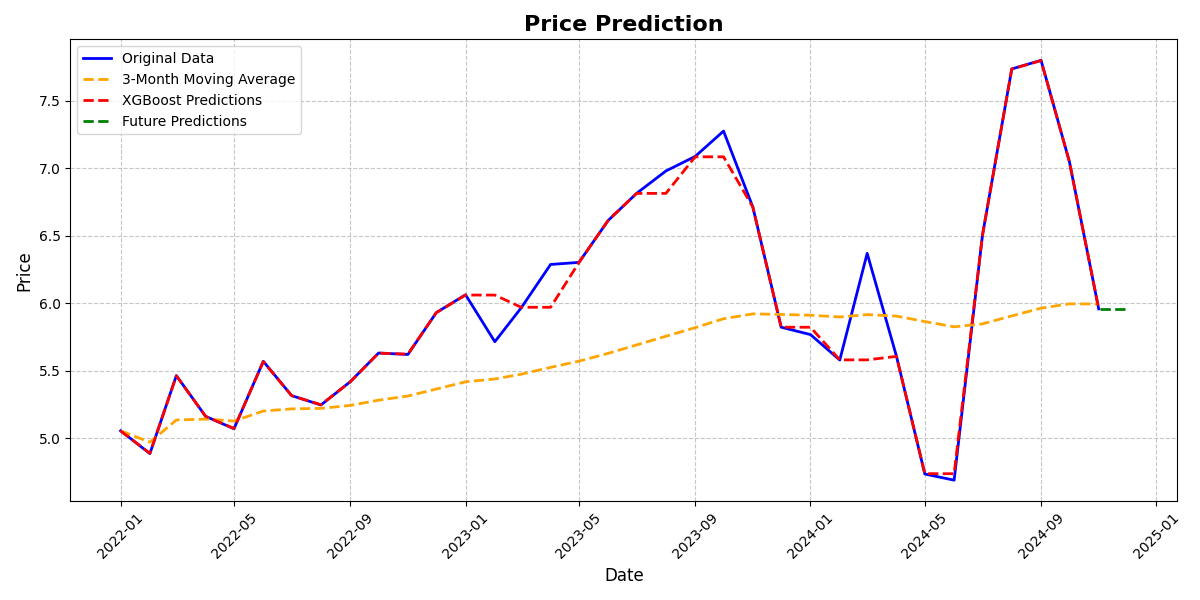 Price Prediction
Original Data
3-Month Moving Average
XGBoost Predictions
Future Predictions
Price
7.5
7.0
6.5
6.0
5.5
5.0
2022-01
2022-05
2022-09
2023-01
2023-05
2023-09
2024-01
2024-05
2024-09
2025-01
Date